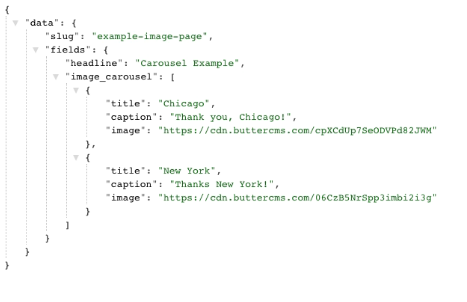 {
"data": {
"slug": "example-image-page",
"fields": {
"headline": "Carousel Example",
"image_carousel": [
{
"title": "Chicago",
"caption": "Thank you, Chicago!",
"image": "https://cdn.buttercms.com/cpXCdUp7SeODVPd82JWM"
},
{
"title": "New York",
"caption": "Thanks New York!",
"image": "https://cdn.buttercms.com/06CzB5NrSpp3imbi2i3g"
}
]
}
}
}